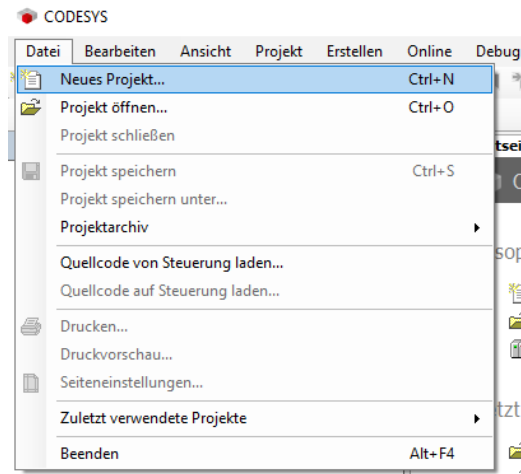 CODESYS
Datei Bearbeiten Ansicht Projekt Erstellen Online Debug
Neues Projekt... Ctrl+N
Projekt öffnen... Ctrl+O
Projekt schließen
Projekt speichern Ctrl+S
Projekt speichern unter...
Projektarchiv
Quellcode von Steuerung laden...
Quellcode auf Steuerung laden...
Drucken...
Druckvorschau...
Seiteneinstellungen...
Zuletzt verwendete Projekte
Beenden Alt+F4